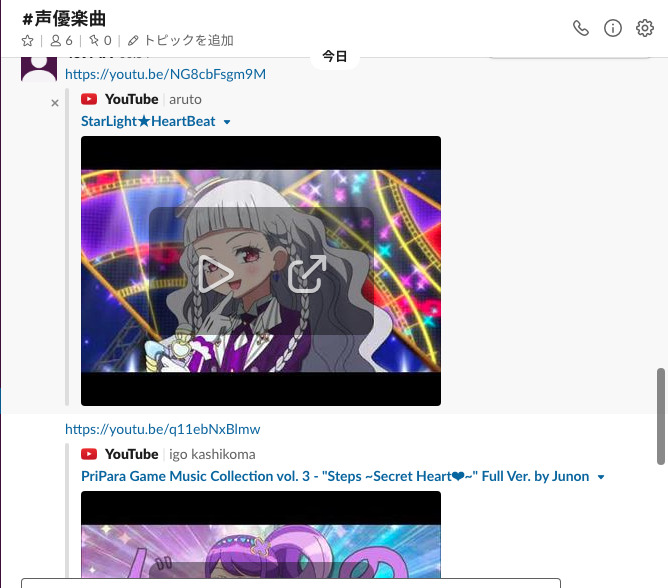 #声優楽曲
6 0 トピックを追加
今日
https://youtu.be/NG8cbFsgm9M
YouTube aruto
StarLight★HeartBeat
https://youtu.be/q11ebNxBlmw
YouTube igo kashikoma
PriPara Game Music Collection vol. 3 - "Steps ~Secret Heart❤~" Full Ver. by Junon